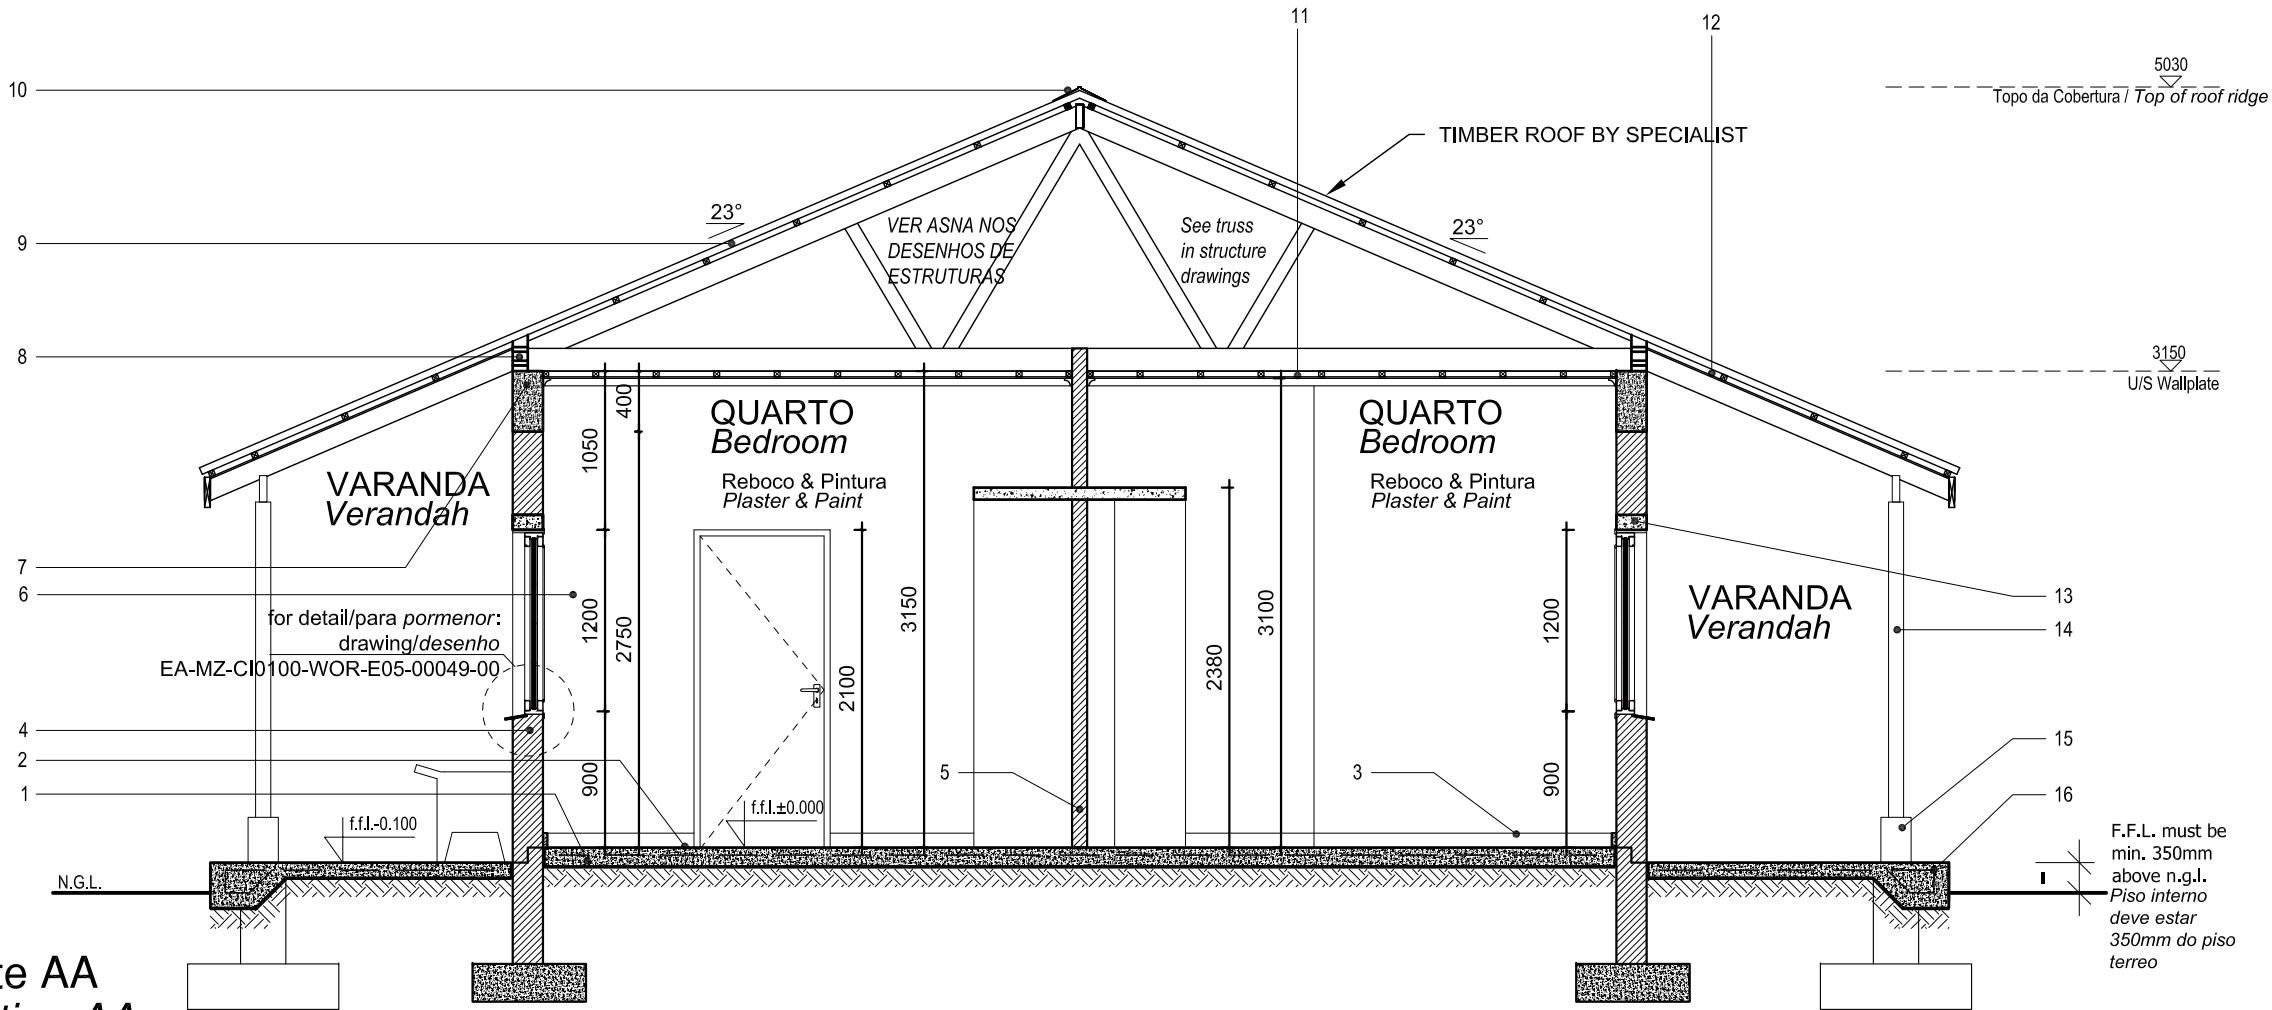 11
12
10
5030
Topo da Cobertura / Top of roof ridge
TIMBER ROOF BY SPECIALIST
23°
23°
VER ASNA NOS
DESENHOS DE
ESTRUTURAS
See truss
in structure
drawings
9
8
3150
U/S Wallplate
QUARTO
Bedroom
Reboco & Pintura
Plaster & Paint
QUARTO
Bedroom
Reboco & Pintura
Plaster & Paint
400
1050
VARANDA
Verandah
7
6
for detail/para pormenor:
drawing/desenho
EA-MZ-CI0100-WOR-E05-00049-00
1200
2750
3150
2100
2380
3100
1200
VARANDA
Verandah
13
14
4
2
1
900
5
3
900
15
16
f.f.l.-0.100
f.f.l.±0.000
N.G.L.
F.F.L. must be
min. 350mm
above n.g.l.
Piso interno
deve estar
350mm do piso
terreo
te AA
AA